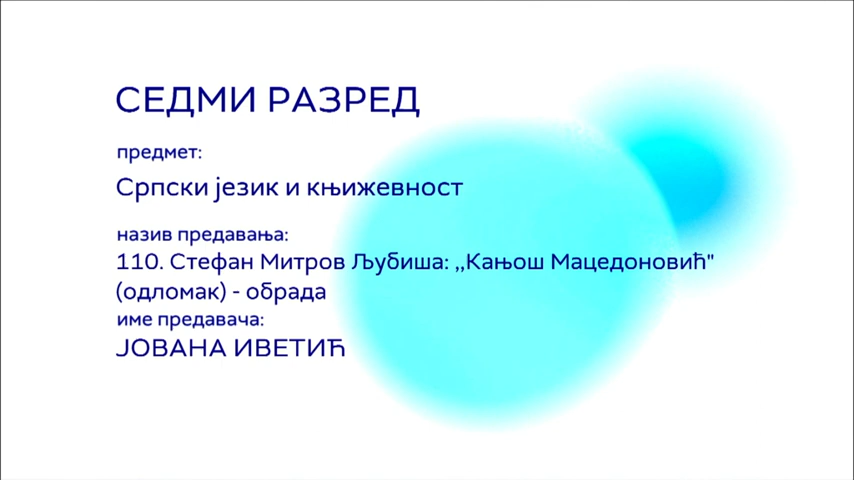 СЕДМИ РАЗРЕД
предмет:
Српски језик и књижевност
назив предавања:
110. Стефан Митров Љубиша: ,,Кањош Мацедоновић"
(одломак) - обрада
име предавача:
ЈОВАНА ИВЕТИЋ